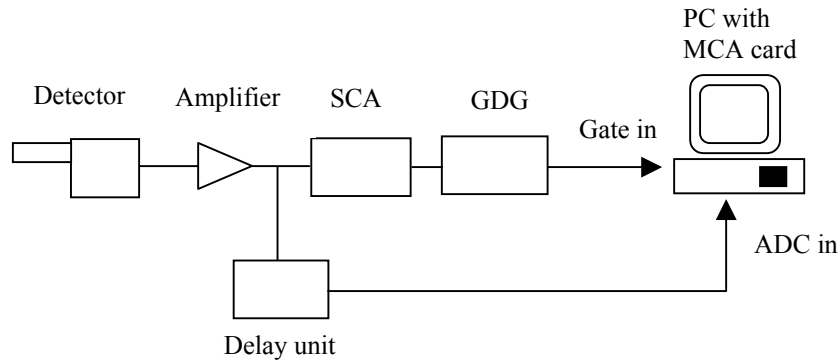 PC with
MCA card
Detector
Amplifier
SCA
GDG
Gate in
ADC in
Delay unit